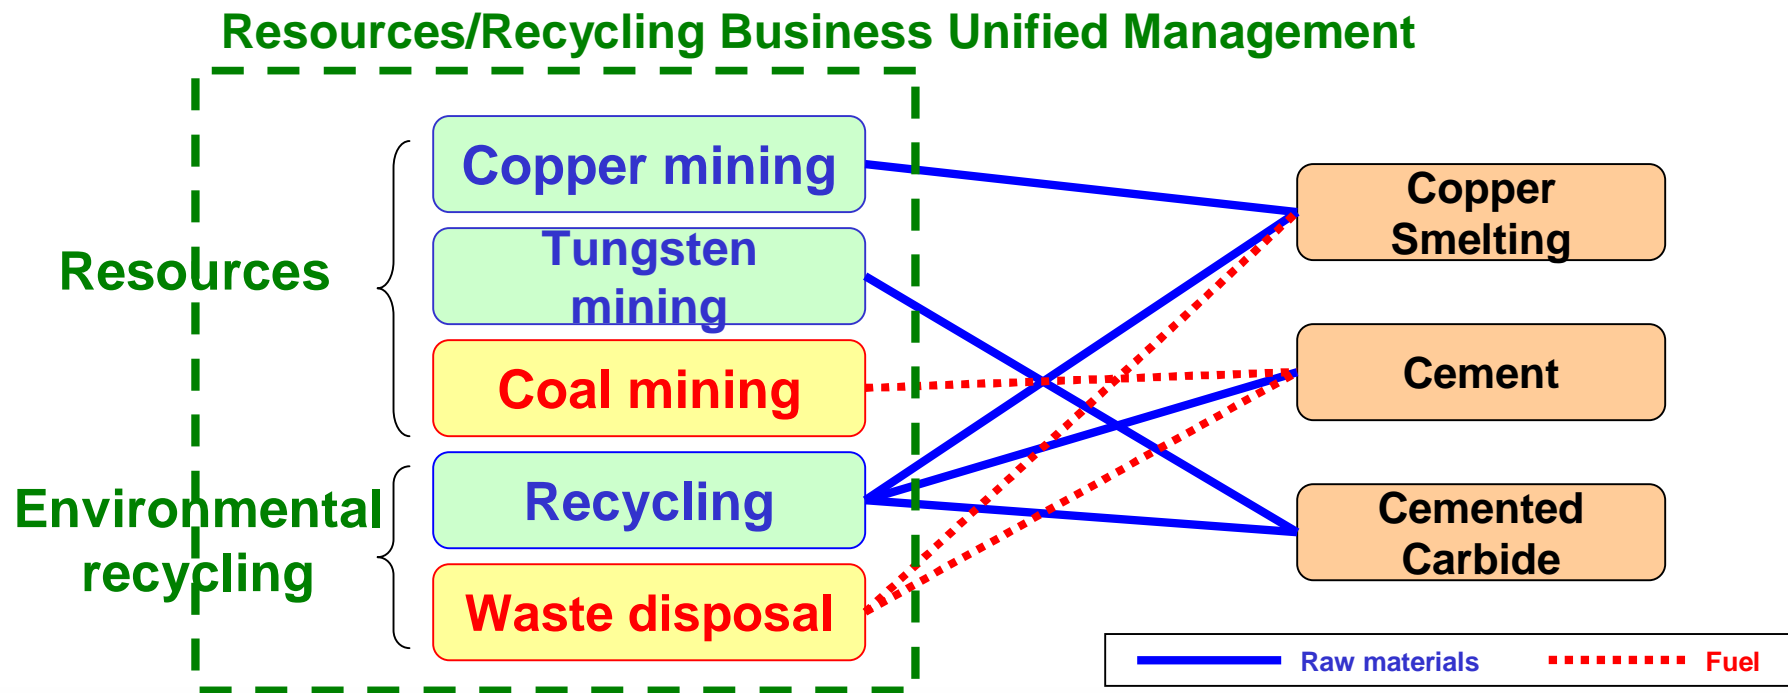 Resources/Recycling Business Unified Management
Resources
Copper mining
Tungsten
mining
Coal mining
Environmental
recycling
Recycling
Waste disposal
Copper
Smelting
Cement
Cemented
Carbide
Raw materials
Fuel